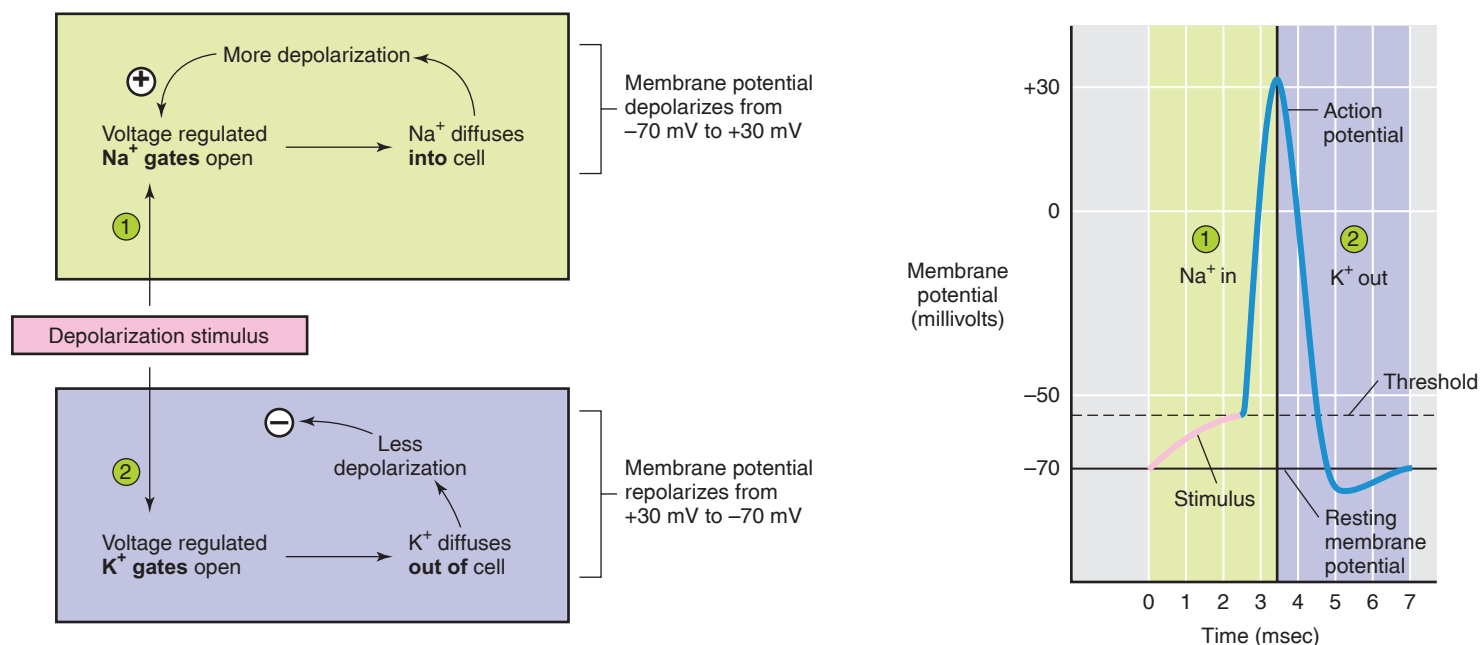 More depolarization
+
Voltage regulated
Na+ gates open
Na+ diffuses
into cell
Membrane potential
depolarizes from
–70 mV to +30 mV
1
Depolarization stimulus
2
–
Less
depolarization
Voltage regulated
K+ gates open
K+ diffuses
out of cell
Membrane potential
repolarizes from
+30 mV to –70 mV
Membrane
potential
(millivolts)
+30
0
–50
–70
Action
potential
1
Na+ in
2
K+ out
Threshold
Stimulus
Resting
membrane
potential
0 1 2 3 4 5 6 7
Time (msec)